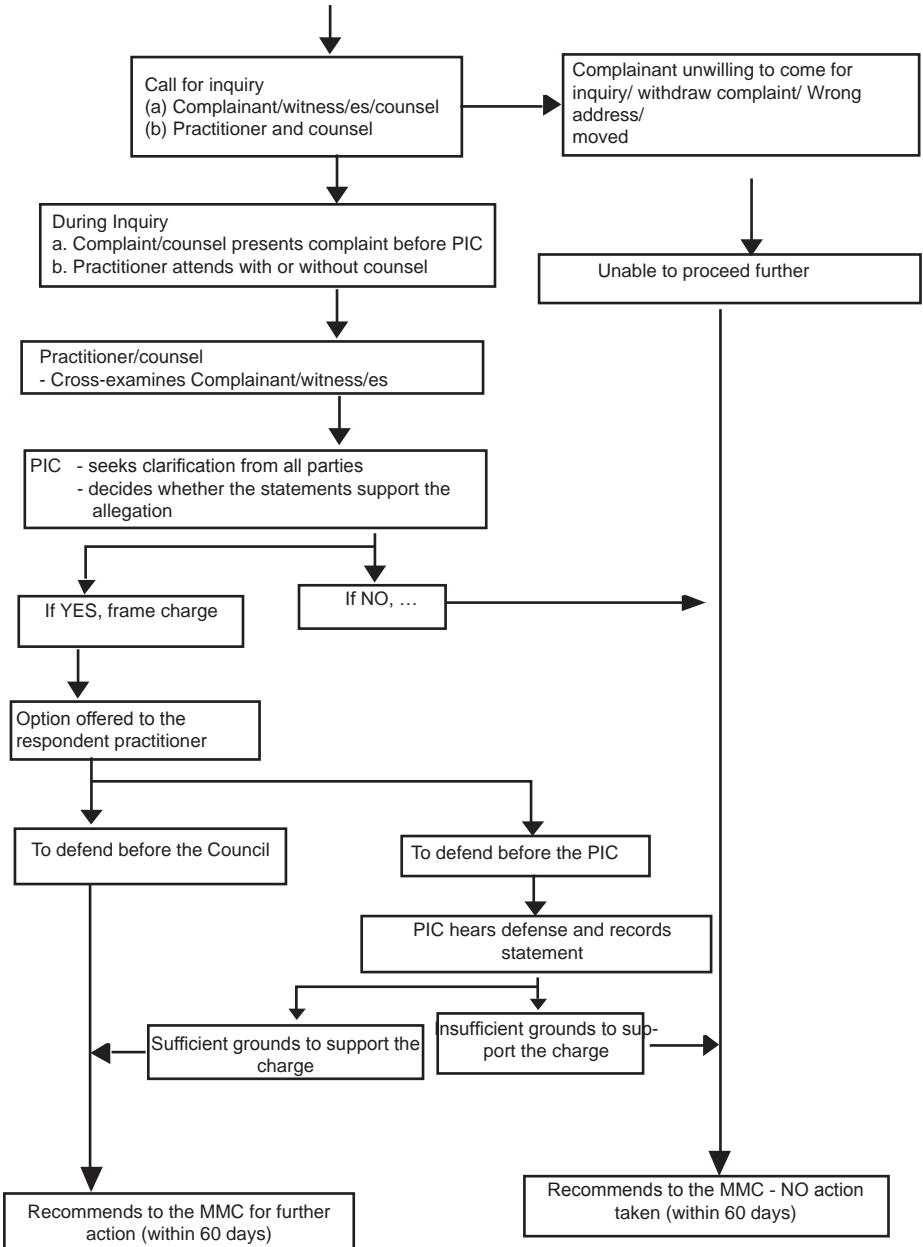 Call for inquiry
(a) Complainant/witness/es/counsel
(b) Practitioner and counsel
Complainant unwilling to come for
inquiry/ withdraw complaint/ Wrong
address/
moved
During Inquiry
a. Complaint/counsel presents complaint before PIC
b. Practitioner attends with or without counsel
Unable to proceed further
Practitioner/counsel
- Cross-examines Complainant/witness/es
PIC - seeks clarification from all parties
- decides whether the statements support the
allegation
If YES, frame charge
If NO, …
Option offered to the
respondent practitioner
To defend before the Council
To defend before the PIC
PIC hears defense and records
statement
Sufficient grounds to support the
charge
Insufficient grounds to sup-
port the charge
Recommends to the MMC for further
action (within 60 days)
Recommends to the MMC - NO action
taken (within 60 days)